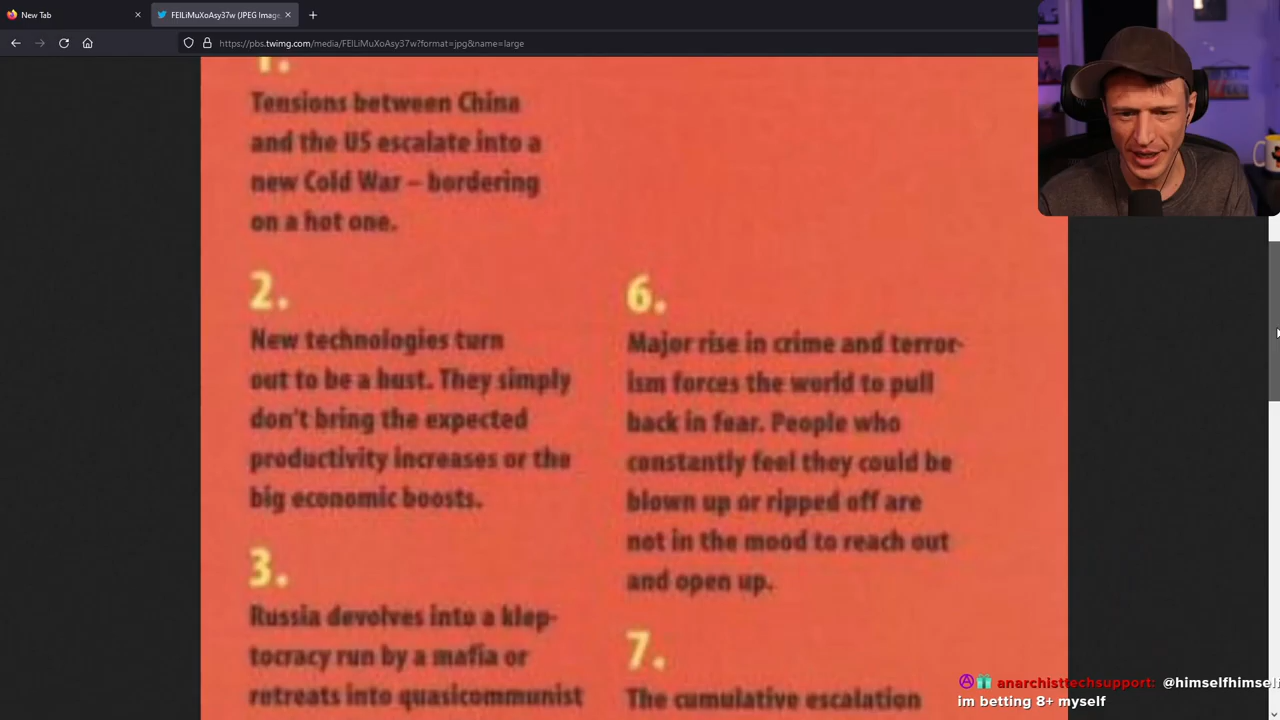 New Tab
FEILiMuXoAsy37w (JPEG Imag
https://pbs.twimg.com/media/FEILiMuXoAsy37w?format=jpg&name=large
1.
Tensions between China
and the US escalate into a
new Cold War – bordering
on a hot one.
2.
New technologies turn
out to be a bust. They simply
don't bring the expected
productivity increases or the
big economic boosts.
3.
Russia devolves into a klep-
tocracy run by a mafia or
retreats into quasicommunist
6.
Major rise in crime and terror-
ism forces the world to pull
back in fear. People who
constantly feel they could be
blown up or ripped off are
not in the mood to reach out
and open up.
7.
The cumulative escalation
anarchisttechsupport: @himselfhimself
im betting 8+ myself